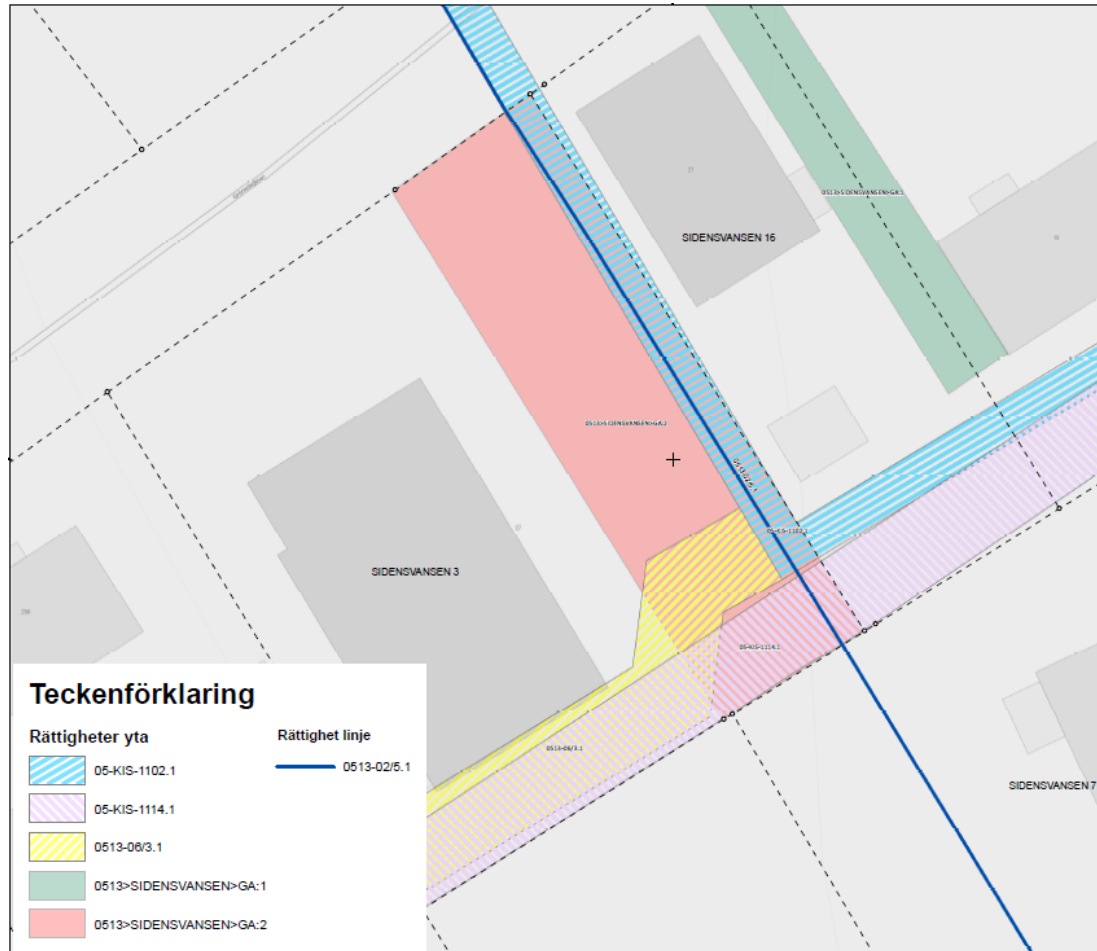 0513>SIDENSVANSEN>GA:1
SIDENSVANSEN 16
0513>SIDENSVANSEN>GA:2
05-KIS-1102.1
SIDENSVANSEN 3
05-KIS-1114.1
0513-06/3.1
SIDENSVANSEN 7
Teckenförklaring
Rättigheter yta
05-KIS-1102.1
05-KIS-1114.1
0513-06/3.1
0513>SIDENSVANSEN>GA:1
0513>SIDENSVANSEN>GA:2
Rättighet linje
0513-02/5.1